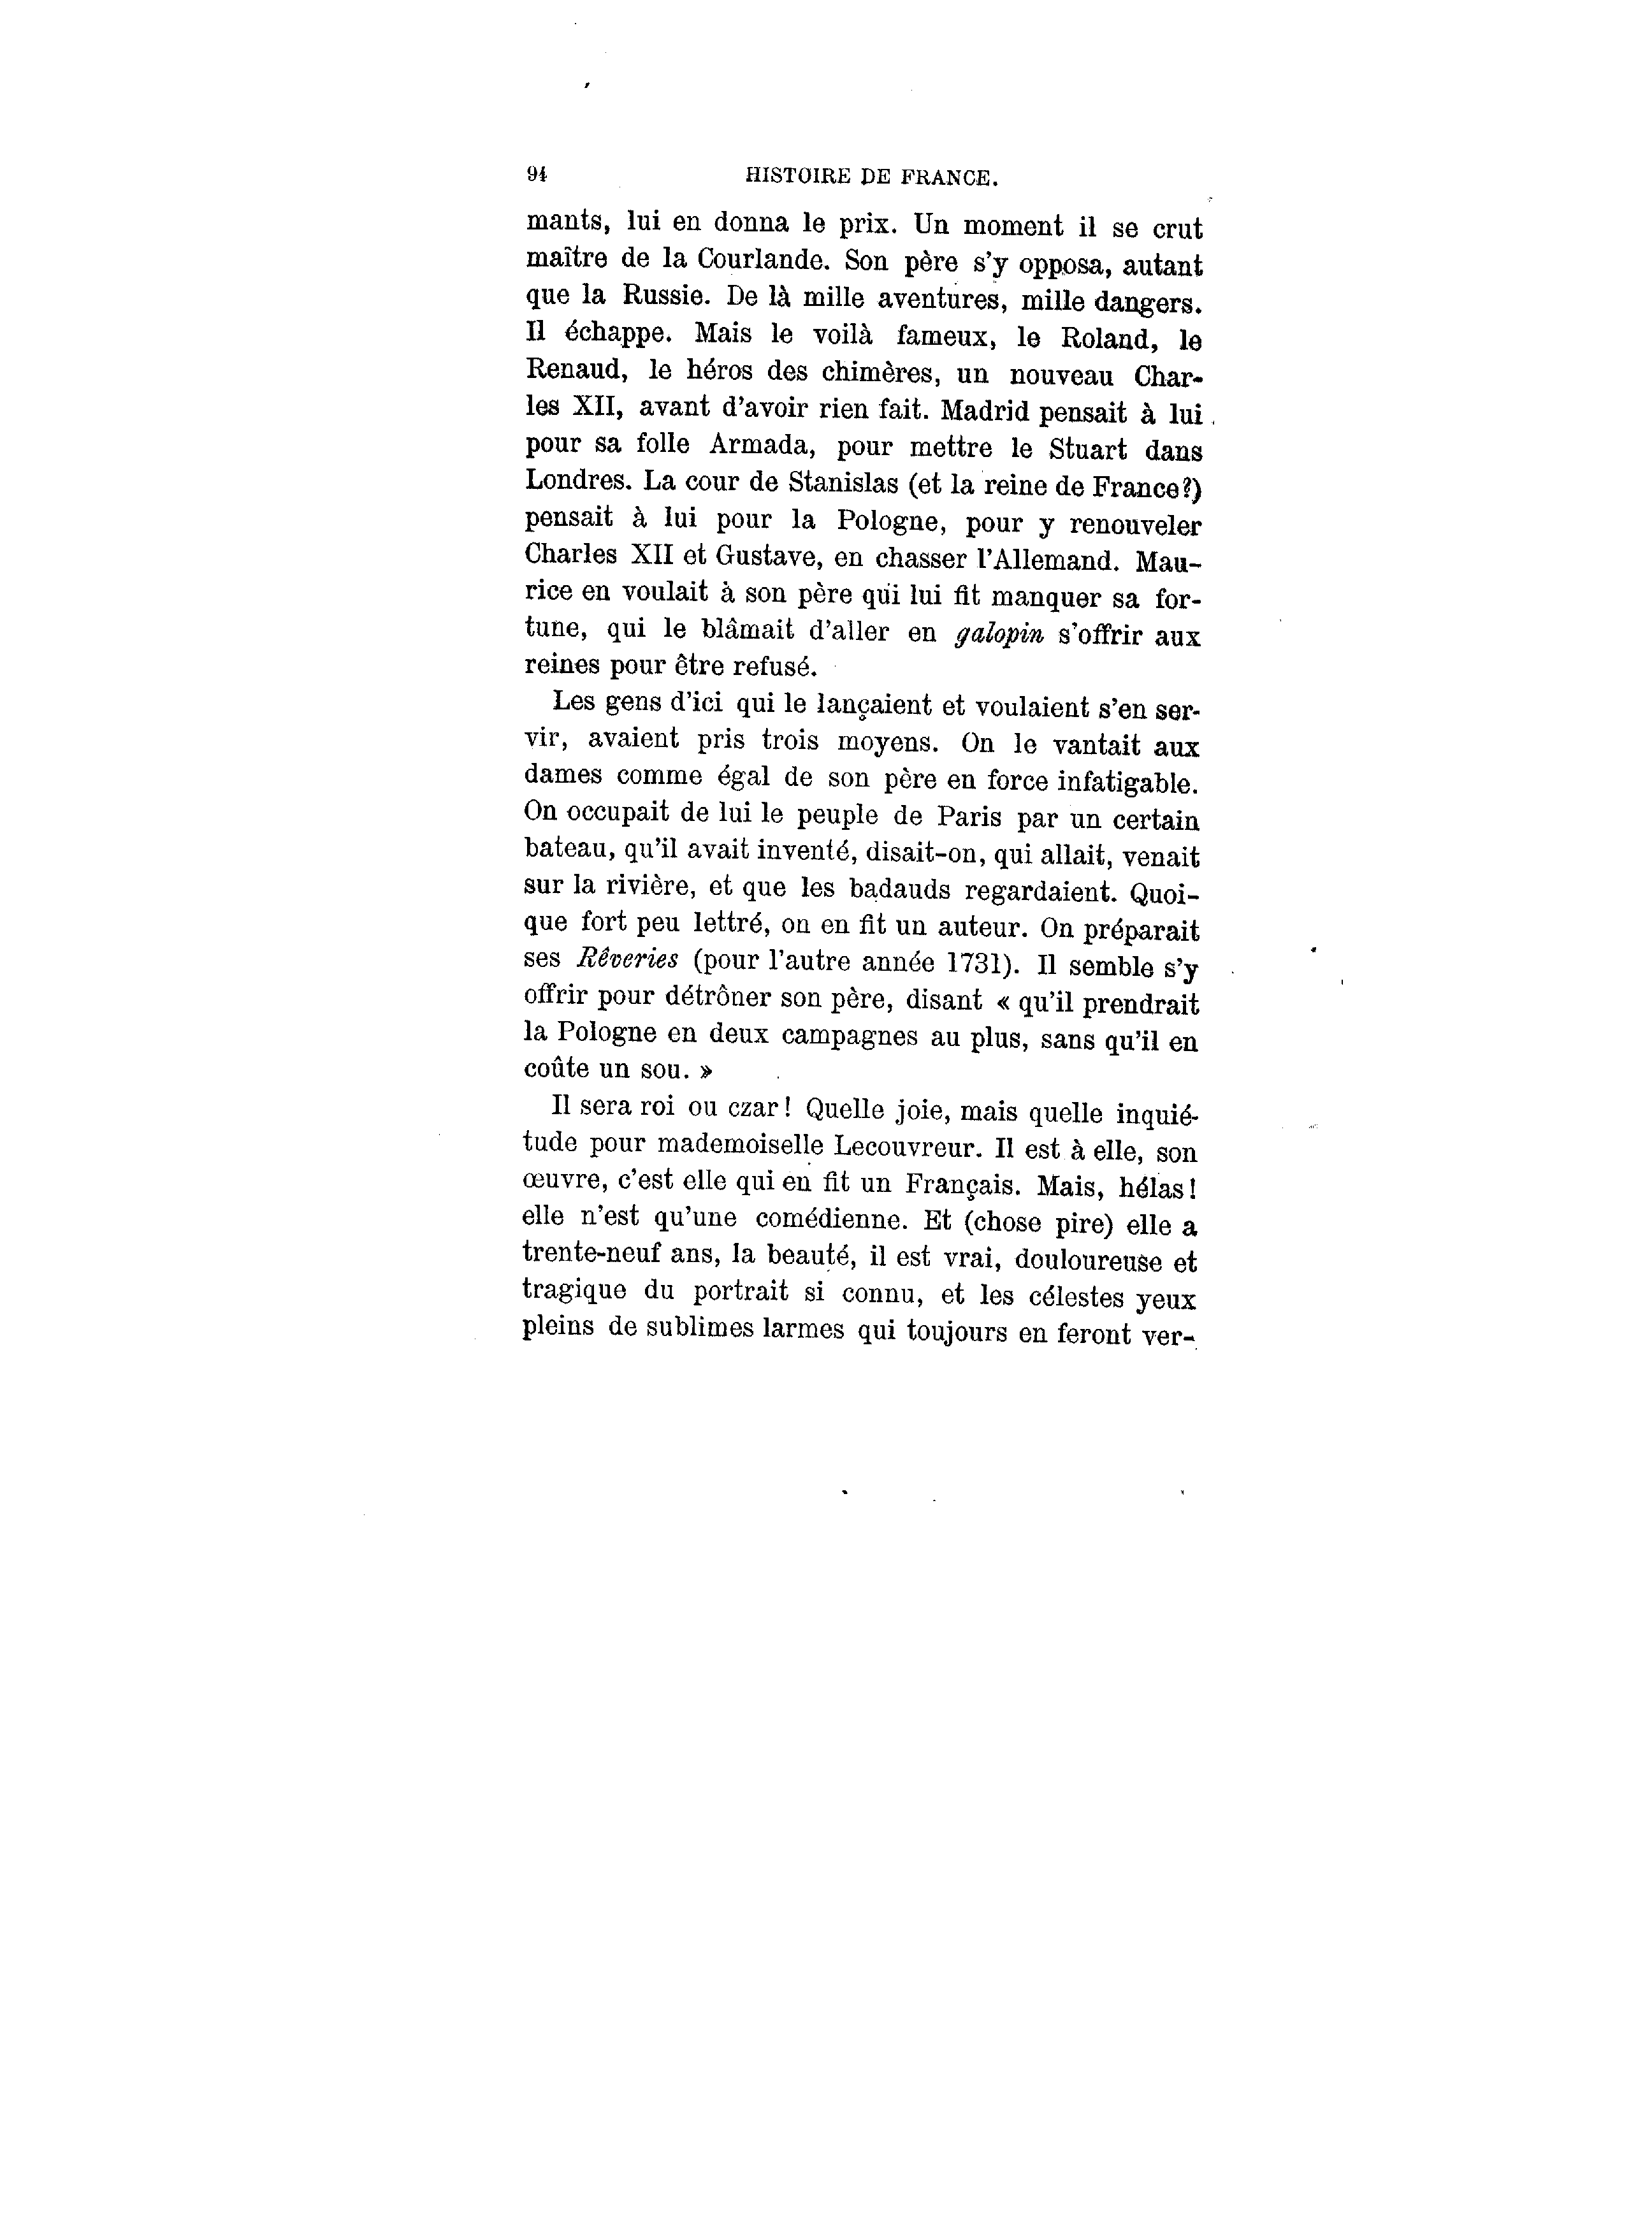 94 HISTOIRE DE FRANCE.
mants, lui en donna le prix. Un moment il se crut
maître de la Courlande. Son père s'y opposa, autant
que la Russie. De là mille aventures, mille dangers.
Il échappe. Mais le voilà fameux, le Roland, le
Renaud, le héros des chimères, un nouveau Char-
les XII, avant d'avoir rien fait. Madrid pensait à lui
pour sa folle Armada, pour mettre le Stuart dans
Londres. La cour de Stanislas (et la reine de France?)
pensait à lui pour la Pologne, pour y renouveler
Charles XII et Gustave, en chasser l'Allemand. Mau-
rice en voulait à son père qui lui fit manquer sa for-
tune, qui le blâmait d'aller en galopin s'offrir aux
reines pour être refusé.
Les gens d'ici qui le lançaient et voulaient s'en ser-
vir, avaient pris trois moyens. On le vantait aux
dames comme égal de son père en force infatigable.
On occupait de lui le peuple de Paris par un certain
bateau, qu'il avait inventé, disait-on, qui allait, venait
sur la rivière, et que les badauds regardaient. Quoi-
que fort peu lettré, on en fit un auteur. On préparait
ses Rêveries (pour l'autre année 1731). Il semble s'y
offrir pour détrôner son père, disant « qu'il prendrait
la Pologne en deux campagnes au plus, sans qu'il en
coûte un sou. »
Il sera roi ou czar! Quelle joie, mais quelle inquié-
tude pour mademoiselle Lecouvreur. Il est à elle, son
œuvre, c'est elle qui en fit un Français. Mais, hélas!
elle n'est qu'une comédienne. Et (chose pire) elle a
trente-neuf ans, la beauté, il est vrai, douloureuse et
tragique du portrait si connu, et les célestes yeux
pleins de sublimes larmes qui toujours en feront ver-